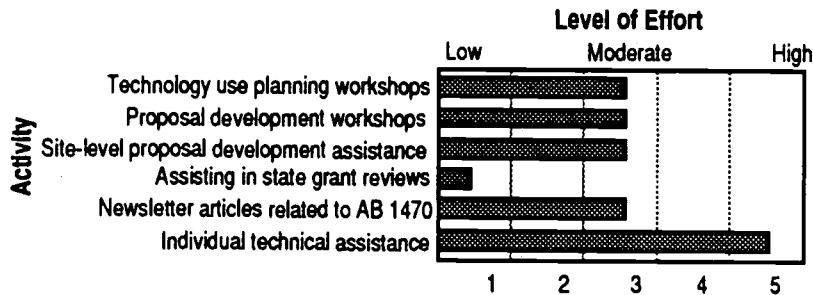 Level of Effort
Low Moderate High
Activity
Technology use planning workshops
Proposal development workshops
Site-level proposal development assistance
Assisting in state grant reviews
Newsletter articles related to AB 1470
Individual technical assistance
1 2 3 4 5